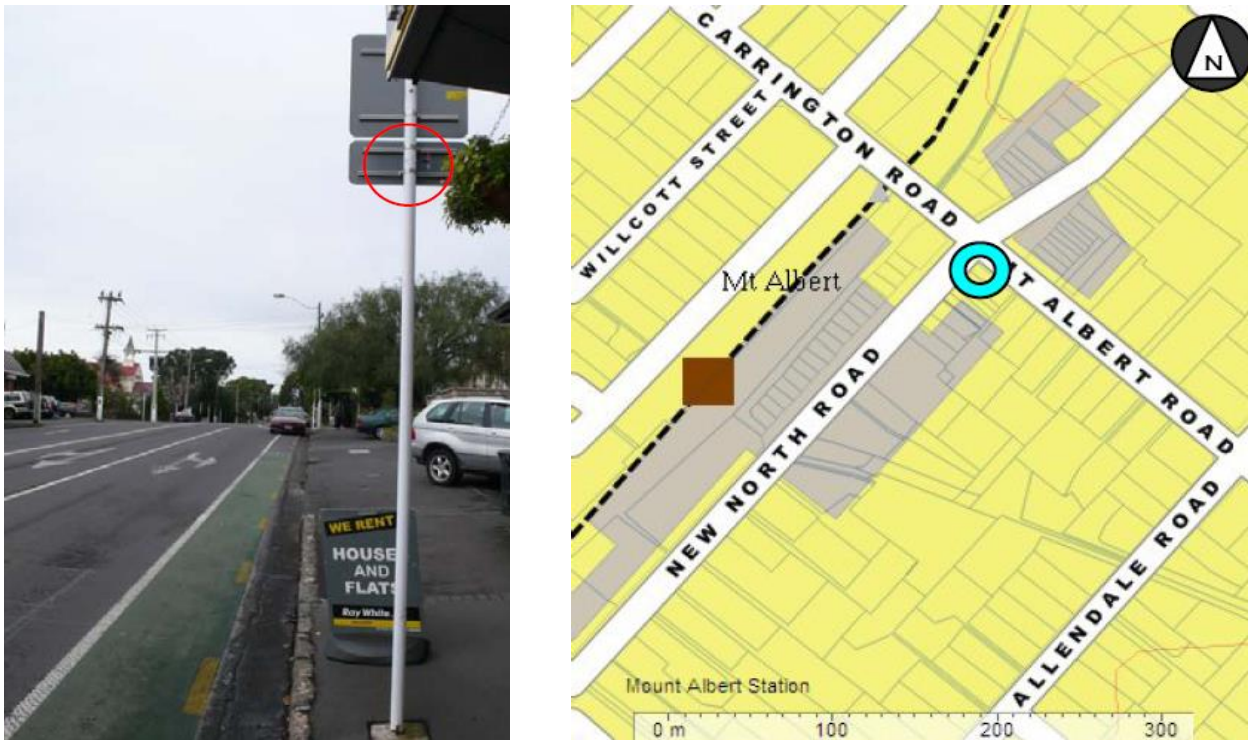 WE RENT
HOUSE
AND
FLATS
Ray White
CARRINGTON ROAD
N
WILLCOTT STREET
Mt Albert
T ALBERT ROAD
NEW NORTH ROAD
ALLENDALE ROAD
Mount Albert Station
0 m 100 200 300